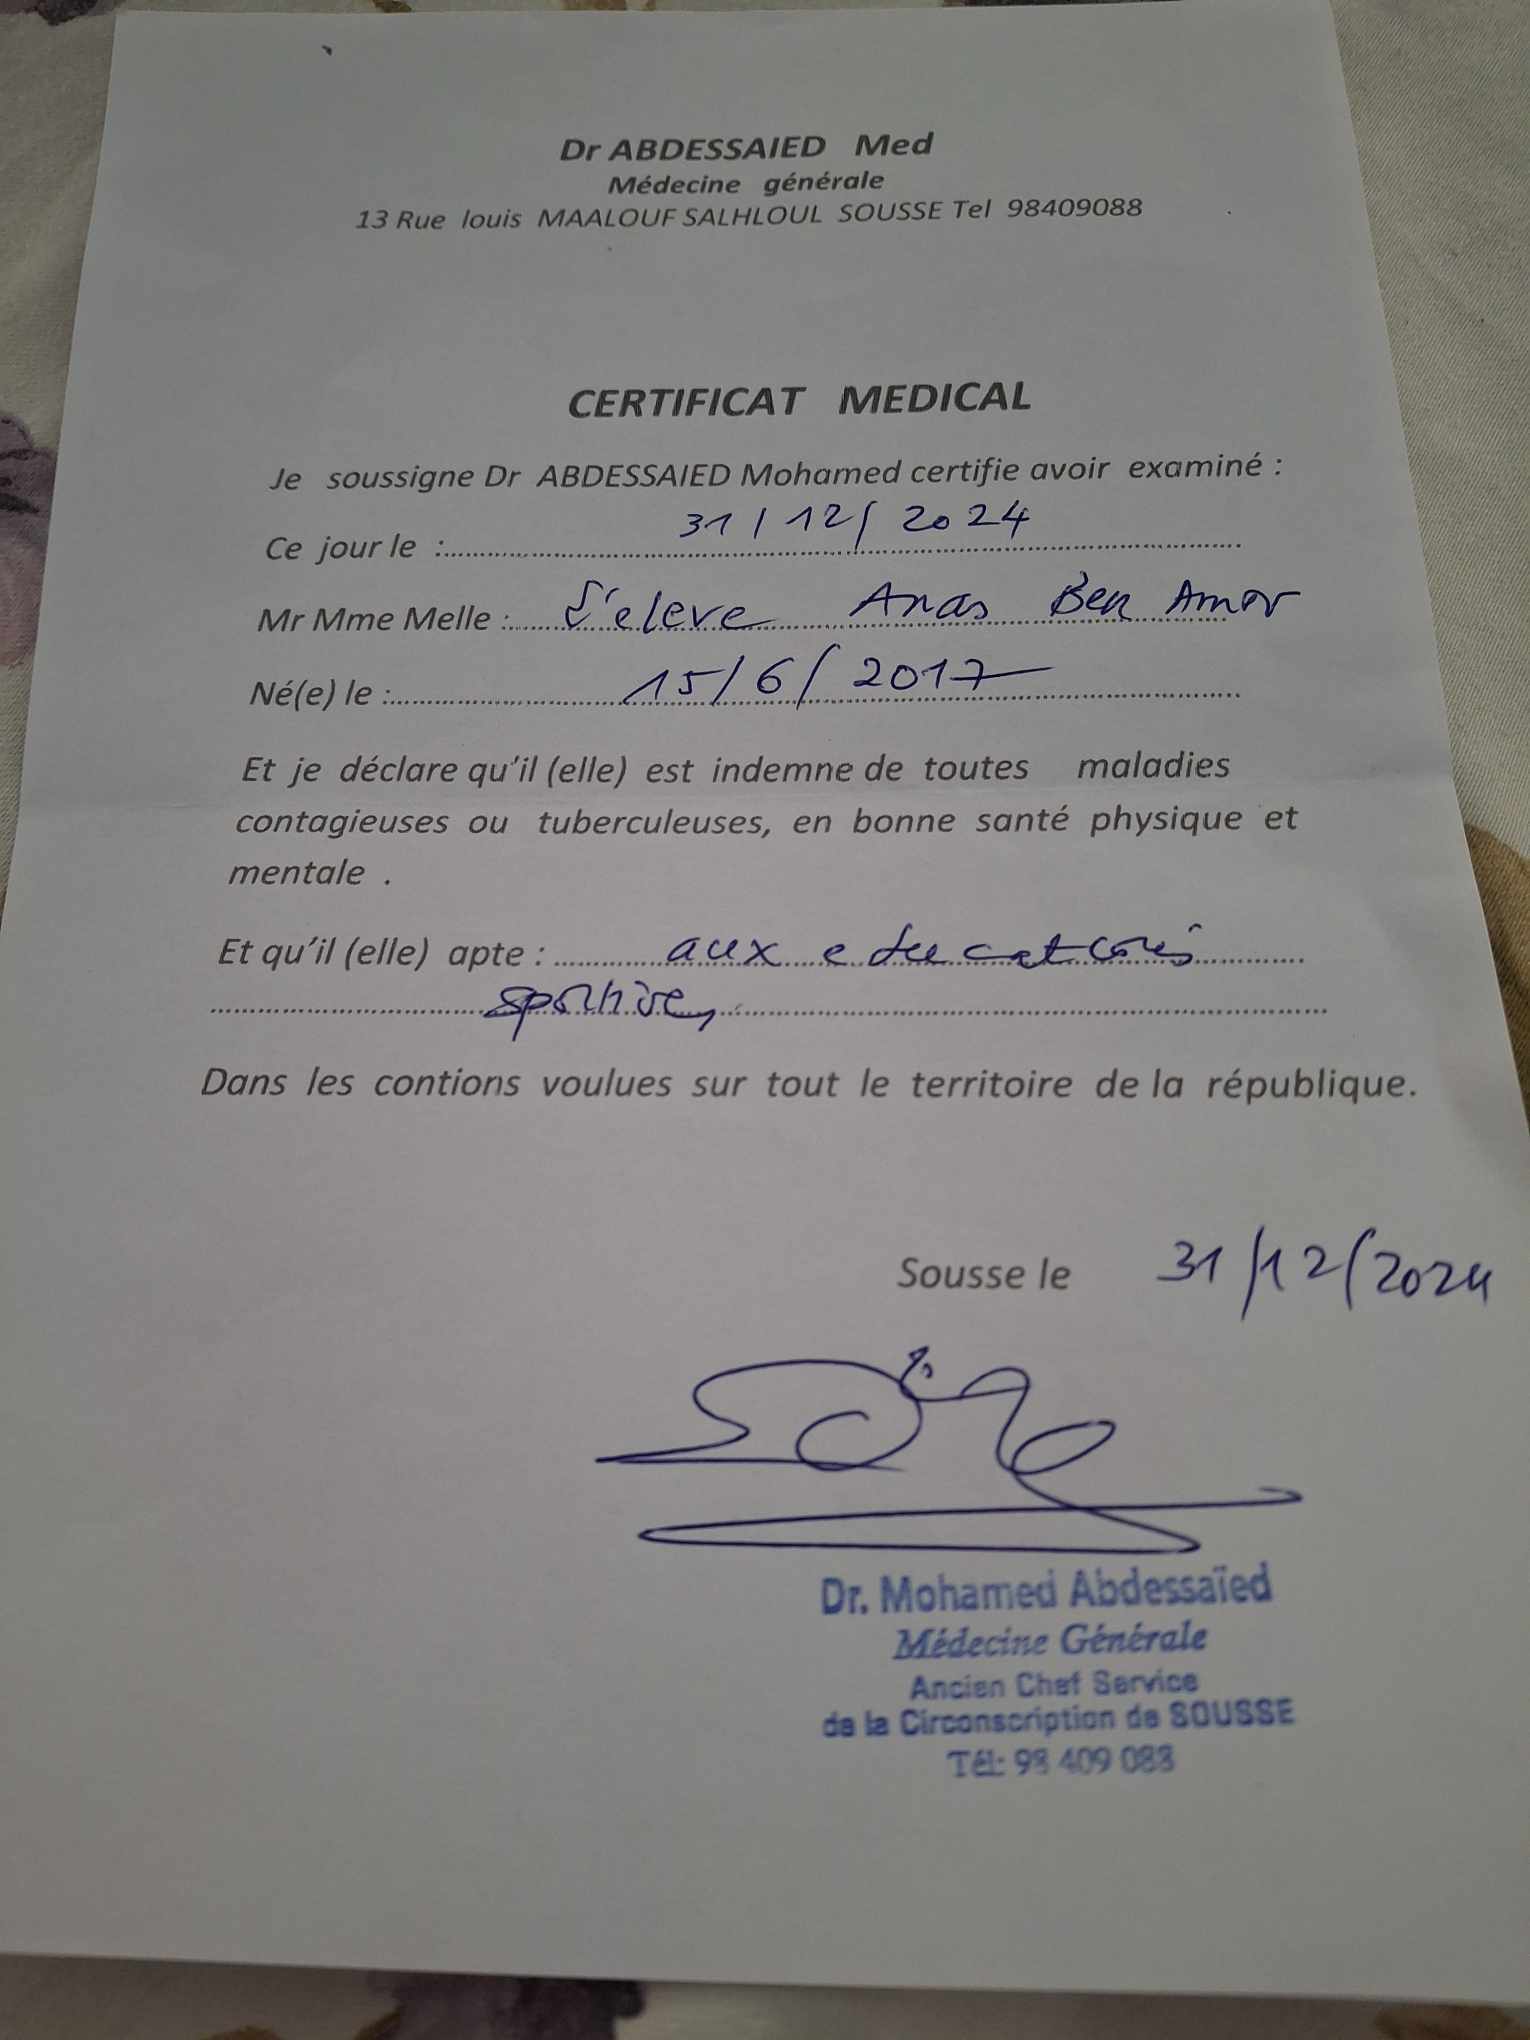 Dr ABDESSAIED Med
Médecine générale
13 Rue louis MAALOUF SALHLOUL SOUSSE Tel 98409088
CERTIFICAT MEDICAL
Je soussigne Dr ABDESSAIED Mohamed certifie avoir examiné :
Ce jour le : 31/12/2024
Mr Mme Melle : L'eleve Anas Ben Amor
Né(e) le : 15/6/2017
Et je déclare qu'il (elle) est indemne de toutes maladies
contagieuses ou tuberculeuses, en bonne santé physique et
mentale .
Et qu'il (elle) apte : aux educations
sportives
Dans les contions voulues sur tout le territoire de la république.
Sousse le 31/12/2024
Dr. Mohamed Abdessaïed
Médecine Générale
Ancien Chef Service
de la Circonscription de SOUSSE
Tél: 98 409 088